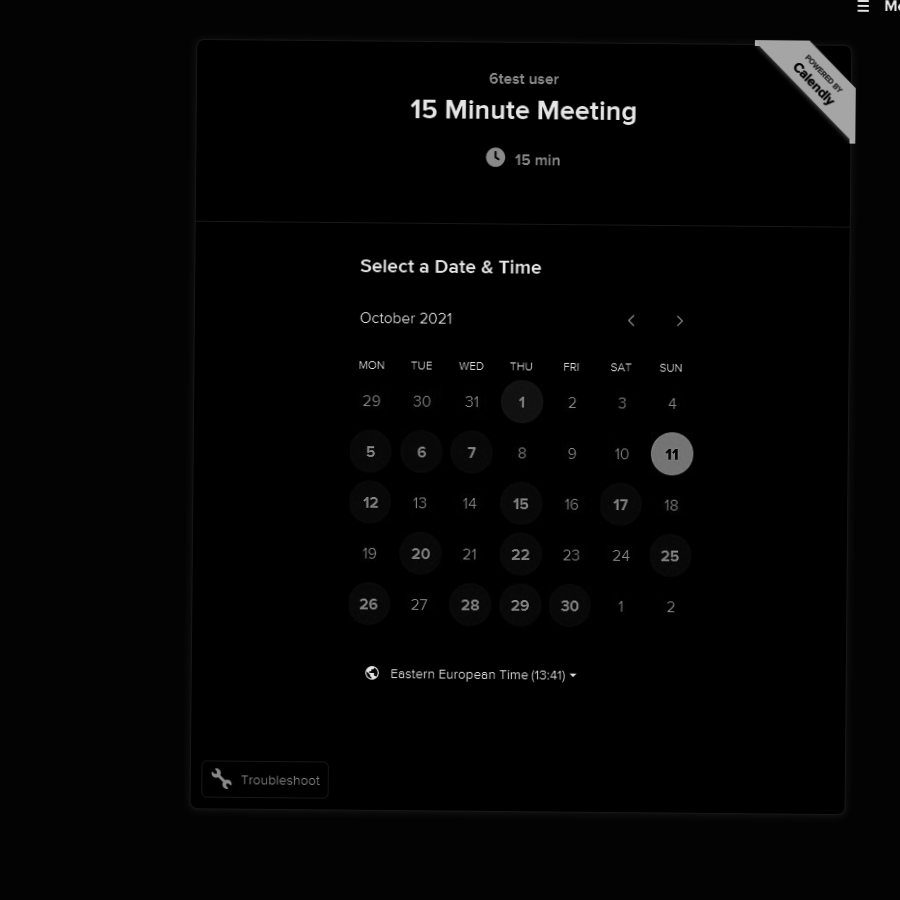 ☰ M
POWERED BY
Calendly
6test user
15 Minute Meeting
15 min
Select a Date & Time
October 2021
MON TUE WED THU FRI SAT SUN
29 30 31 1 2 3 4
5 6 7 8 9 10 11
12 13 14 15 16 17 18
19 20 21 22 23 24 25
26 27 28 29 30 1 2
Eastern European Time (13:41)
Troubleshoot